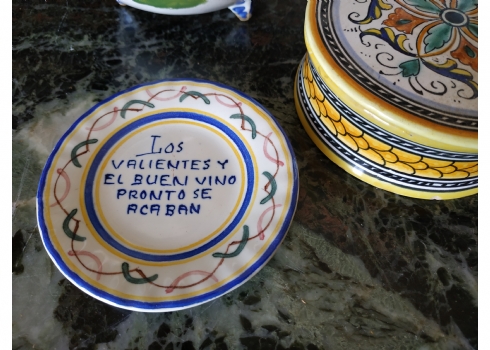 Los
VALIENTES Y
EL BUEN VINO
PRONTO SE
ACABAN